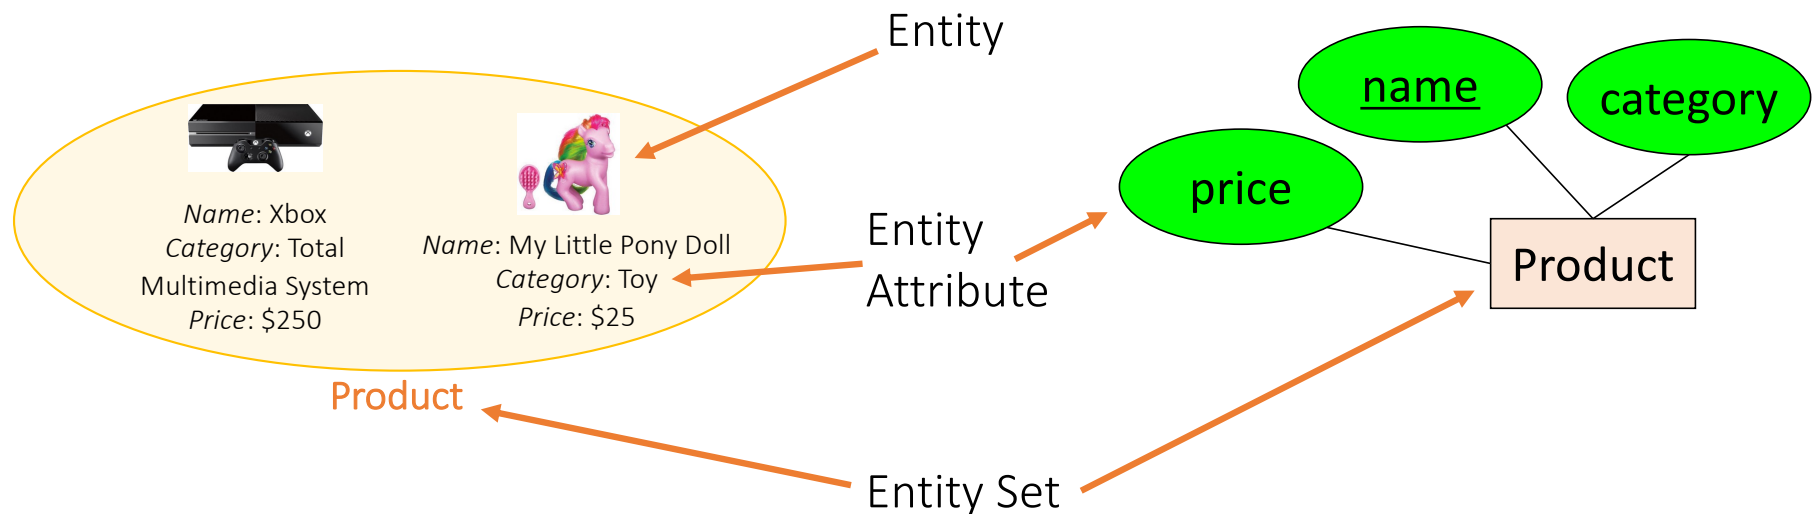 Entity
name
category
price
Name: Xbox
Category: Total
Multimedia System
Price: $250
Name: My Little Pony Doll
Category: Toy
Price: $25
Entity
Attribute
Product
Product
Entity Set